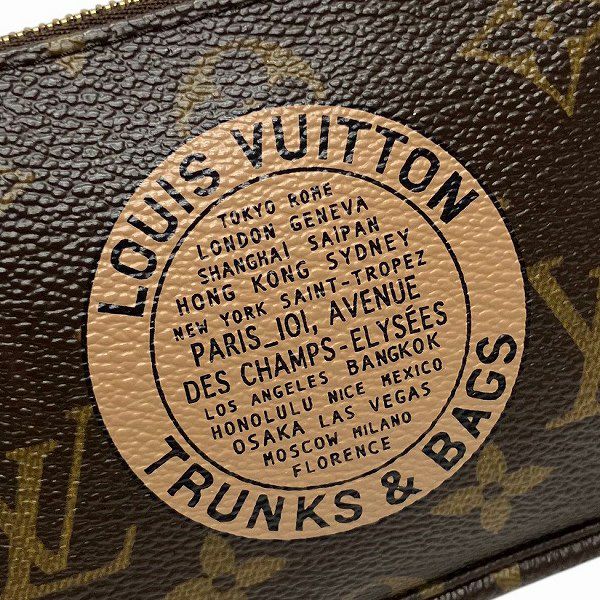 LOUIS VUITTON
TOKYO ROME
LONDON GENEVA
SHANGHAI SAIPAN
HONG KONG SYDNEY
NEW YORK SAINT-TROPEZ
PARIS_101, AVENUE
DES CHAMPS-ELYSÉES
LOS ANGELES BANGKOK
HONOLULU NICE MEXICO
OSAKA LAS VEGAS
MOSCOW MILANO
FLORENCE
TRUNKS & BAGS
LV